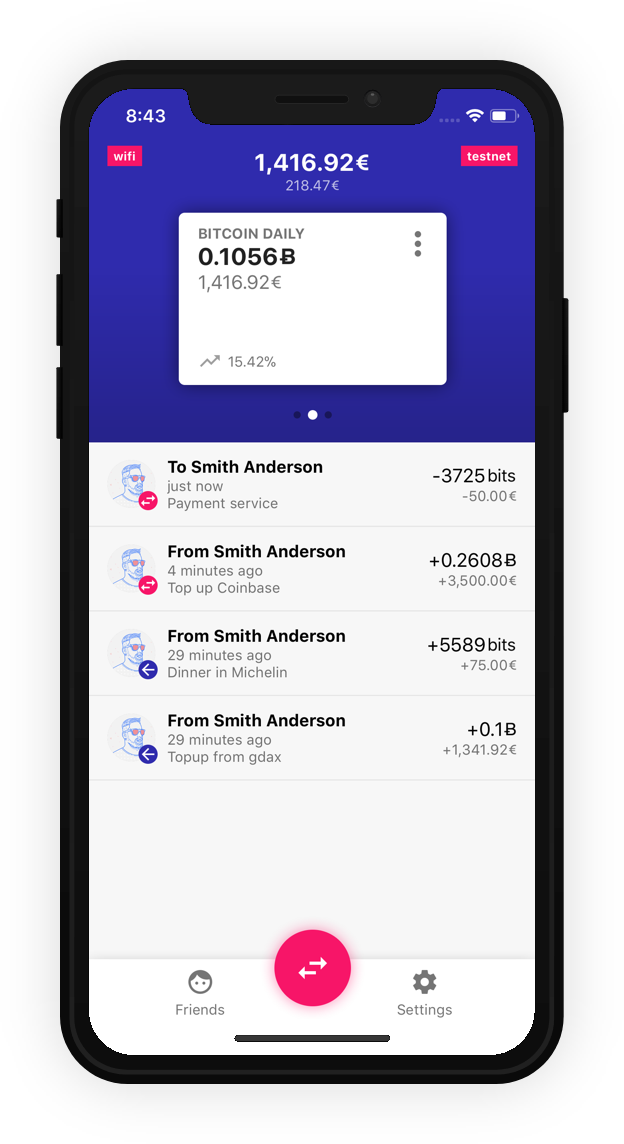 8:43
wifi
1,416.92€
testnet
218.47€
BITCOIN DAILY
0.1056Ƀ
1,416.92€
15.42%
To Smith Anderson
just now
Payment service
-3725 bits
-50.00€
From Smith Anderson
4 minutes ago
Top up Coinbase
+0.2608Ƀ
+3,500.00€
From Smith Anderson
29 minutes ago
Dinner in Michelin
+5589 bits
+75.00€
From Smith Anderson
29 minutes ago
Topup from gdax
+0.1Ƀ
+1,341.92€
Friends
Settings